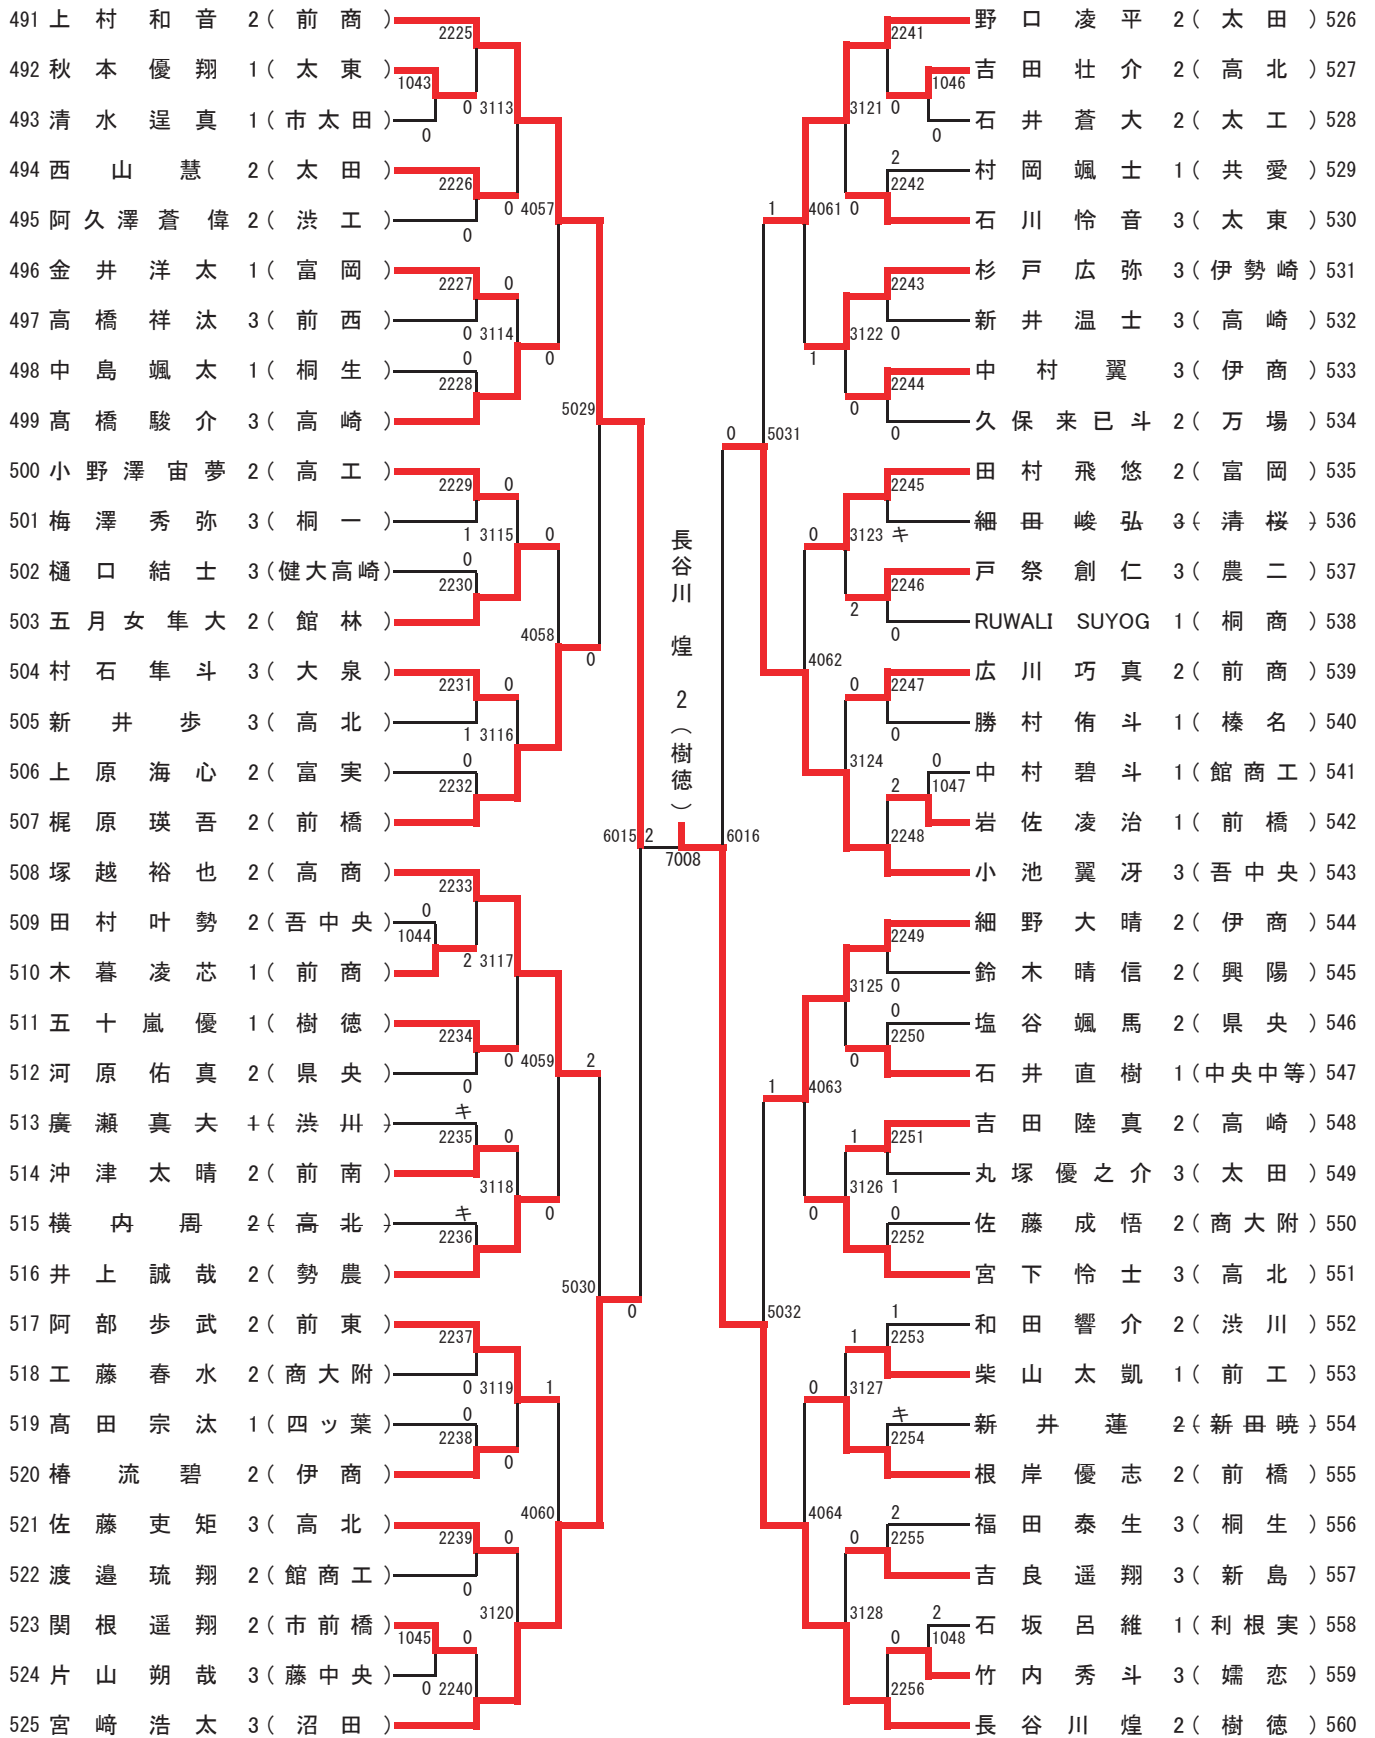 491 上村和音 2(前商)
492 秋本優翔 1(太東)
493 清水逞真 1(市太田)
494 西山慧 2(太田)
495 阿久澤蒼偉 2(渋工)
496 金井洋太 1(富岡)
497 高橋祥汰 3(前西)
498 中島颯太 1(桐生)
499 髙橋駿介 3(高崎)
500 小野澤宙夢 2(高工)
501 梅澤秀弥 3(桐一)
502 樋口結士 3(健大高崎)
503 五月女隼大 2(館林)
504 村石隼斗 3(大泉)
505 新井歩 3(高北)
506 上原海心 2(富実)
507 梶原瑛吾 2(前橋)
508 塚越裕也 2(高商)
509 田村叶勢 2(吾中央)
510 木暮凌芯 1(前商)
511 五十嵐優 1(樹徳)
512 河原佑真 2(県央)
513 廣瀬真大 1(渋川)
514 沖津太晴 2(前南)
515 横内周 2(高北)
516 井上誠哉 2(勢農)
517 阿部歩武 2(前東)
518 工藤春水 2(商大附)
519 髙田宗汰 1(四ッ葉)
520 椿流碧 2(伊商)
521 佐藤吏矩 3(高北)
522 渡邉琉翔 2(館商工)
523 関根遥翔 2(市前橋)
524 片山朔哉 3(藤中央)
525 宮﨑浩太 3(沼田)
2225
1043
0 3113
0
2226
0 4057
0
2227 0
0 3114
0 0
2228
5029
2229 0
1 3115 0
0
2230
4058
0
2231 0
1 3116
0
2232
6015 2
2233
0
1044
2 3117
2234
0 4059 2
0
キ
2235 0
3118
キ 0
2236
5030
0
2237
0 3119 1
0
2238
0
4060
2239 0
0
3120
1045 0
0 2240
長谷川 煌 2(樹徳)
7008
野口凌平 2(太田) 526
吉田壮介 2(高北) 527
石井蒼大 2(太工) 528
村岡颯士 1(共愛) 529
石川怜音 3(太東) 530
杉戸広弥 3(伊勢崎) 531
新井温士 3(高崎) 532
中村翼 3(伊商) 533
久保来已斗 2(万場) 534
田村飛悠 2(富岡) 535
細田峻弘 3(清桜) 536
戸祭創仁 3(農二) 537
RUWALI SUYOG 1(桐商) 538
広川巧真 2(前商) 539
勝村侑斗 1(榛名) 540
中村碧斗 1(館商工) 541
岩佐凌治 1(前橋) 542
小池翼冴 3(吾中央) 543
細野大晴 2(伊商) 544
鈴木晴信 2(興陽) 545
塩谷颯馬 2(県央) 546
石井直樹 1(中央中等) 547
吉田陸真 2(高崎) 548
丸塚優之介 3(太田) 549
佐藤成悟 2(商大附) 550
宮下怜士 3(高北) 551
和田響介 2(渋川) 552
柴山太凱 1(前工) 553
新井蓮 2(新田暁) 554
根岸優志 2(前橋) 555
福田泰生 3(桐生) 556
吉良遥翔 3(新島) 557
石坂呂維 1(利根実) 558
竹内秀斗 3(嬬恋) 559
長谷川煌 2(樹徳) 560
2241
1046
3121 0
0
2
2242
1 4061 0
2243
3122 0
1
2244
0
0
0 5031
2245
0 3123 キ
2246
2
0
4062
0 2247
0
3124 0
2 1047
2248
6016
2249
3125 0
0
2250
0
1 4063
1 2251
3126 1
0 0
2252
5032
1
1 2253
0 3127
キ
2254
4064 2
0 2255
3128 2
0 1048
2256